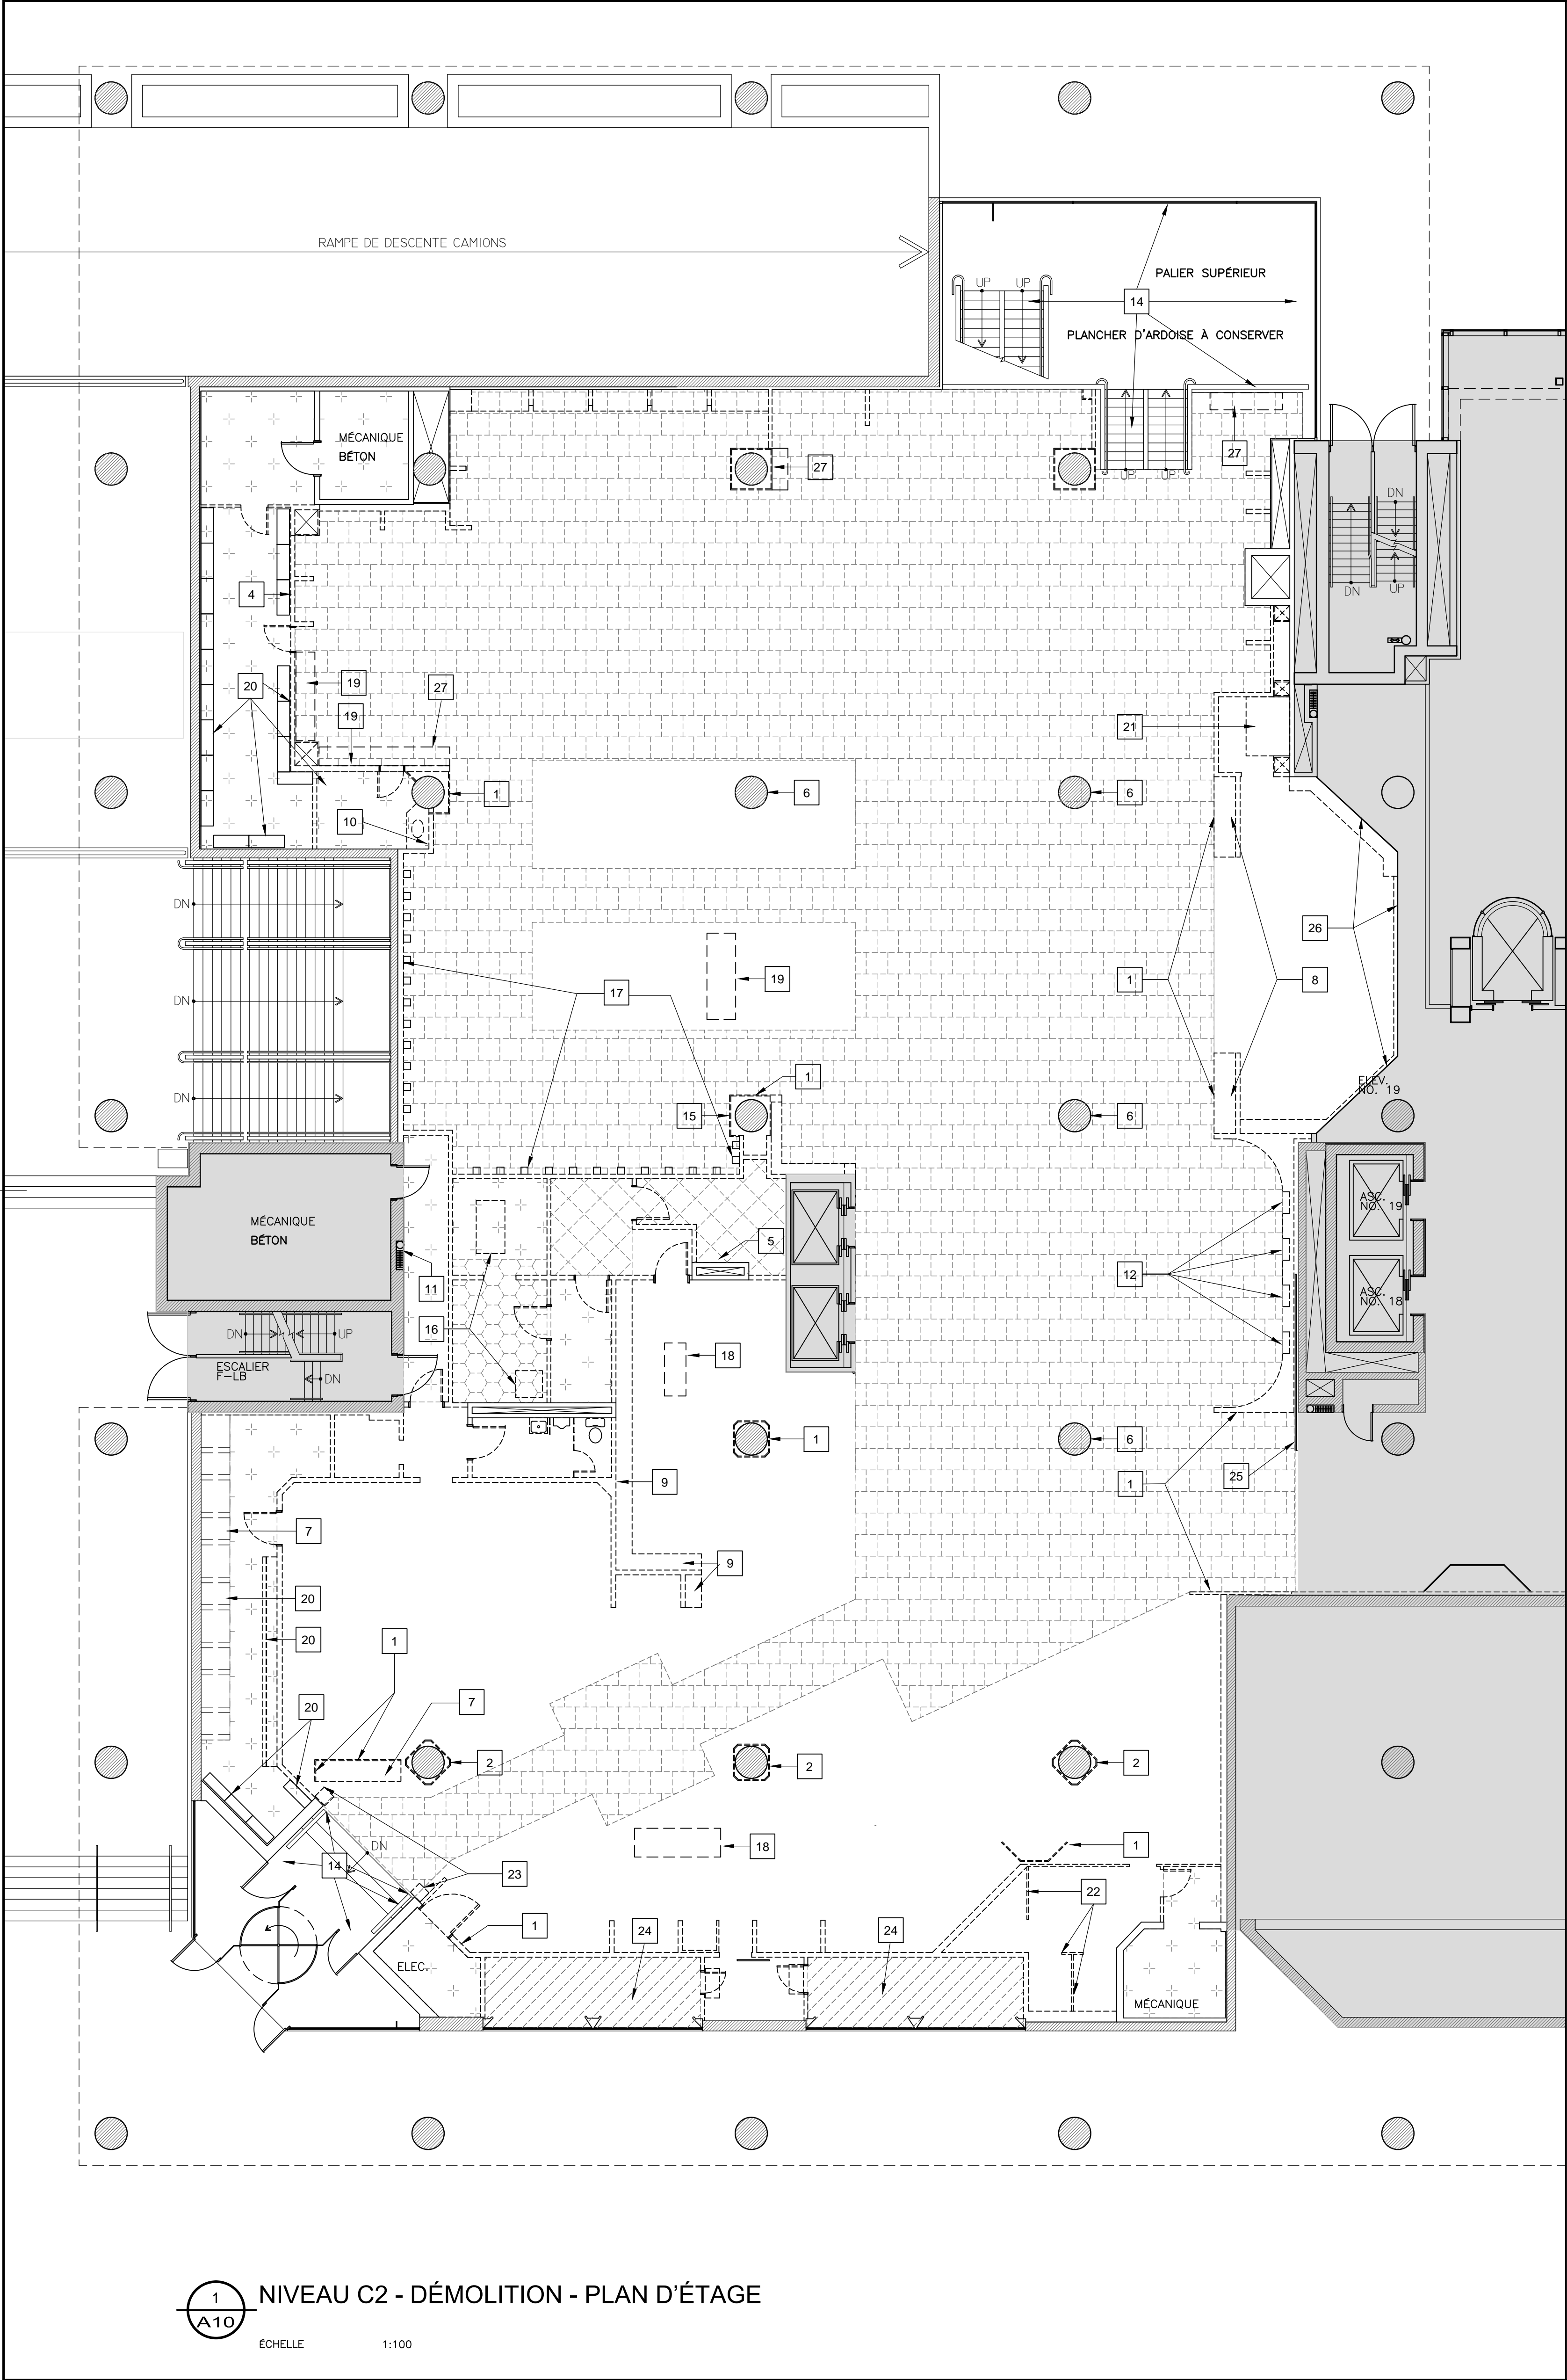 RAMPE DE DESCENTE CAMIONS
PALIER SUPÉRIEUR
UP
UP
14
PLANCHER D'ARDOISE À CONSERVER
MÉCANIQUE
BÉTON
27
27
UP
UP
DN
DN
UP
4
20
19
27
19
21
1
6
6
10
DN
26
17
19
1
8
DN
ELEV.
NO. 19
1
DN
15
6
ASC.
NO. 19
MÉCANIQUE
BÉTON
5
12
11
ASC.
NO. 18
16
DN
UP
18
ESCALIER
F-LB
DN
1
6
9
25
1
7
9
20
20
1
7
20
2
2
2
DN
18
1
14
23
22
1
24
24
ELEC.
MÉCANIQUE
1
A10
NIVEAU C2 - DÉMOLITION - PLAN D'ÉTAGE
ÉCHELLE 1:100